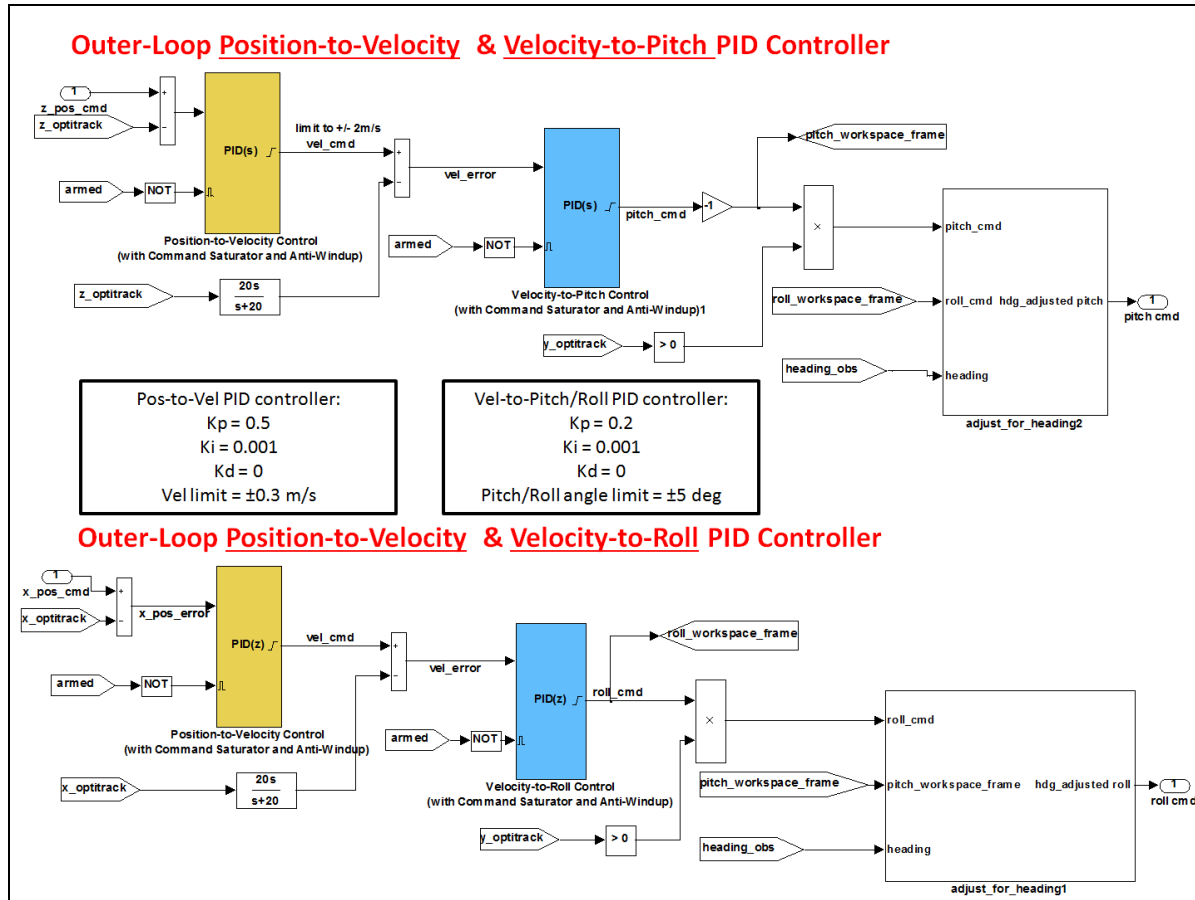 Outer-Loop Position-to-Velocity & Velocity-to-Pitch PID Controller
1
z_pos_cmd
z_optitrack
+
−
PID(s)
armed
NOT
Position-to-Velocity Control
(with Command Saturator and Anti-Windup)
limit to +/- 2m/s
vel_cmd
+
−
vel_error
z_optitrack
20s
s+20
PID(s)
armed
NOT
Velocity-to-Pitch Control
(with Command Saturator and Anti-Windup)1
pitch_cmd
-1
pitch_workspace_frame
×
y_optitrack
> 0
roll_workspace_frame
heading_obs
pitch_cmd
roll_cmd
hdg_adjusted pitch
heading
adjust_for_heading2
1
pitch cmd
Pos-to-Vel PID controller:
Kp = 0.5
Ki = 0.001
Kd = 0
Vel limit = ±0.3 m/s
Vel-to-Pitch/Roll PID controller:
Kp = 0.2
Ki = 0.001
Kd = 0
Pitch/Roll angle limit = ±5 deg
Outer-Loop Position-to-Velocity & Velocity-to-Roll PID Controller
1
x_pos_cmd
x_optitrack
+
−
x_pos_error
PID(z)
armed
NOT
Position-to-Velocity Control
(with Command Saturator and Anti-Windup)
vel_cmd
+
−
vel_error
x_optitrack
20s
s+20
PID(z)
armed
NOT
Velocity-to-Roll Control
(with Command Saturator and Anti-Windup)
roll_cmd
roll_workspace_frame
×
y_optitrack
> 0
pitch_workspace_frame
heading_obs
roll_cmd
pitch_workspace_frame
hdg_adjusted roll
heading
adjust_for_heading1
1
roll cmd